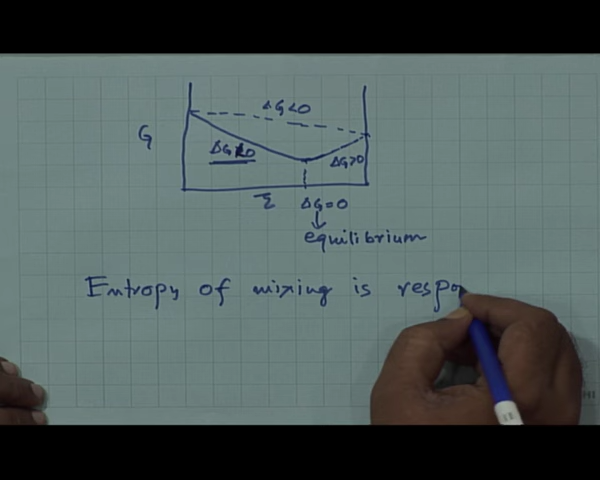 ΔG<0
G
ΔG<0
ΔG>0
ξ ΔG=0
equilibrium
Entropy of mixing is respo